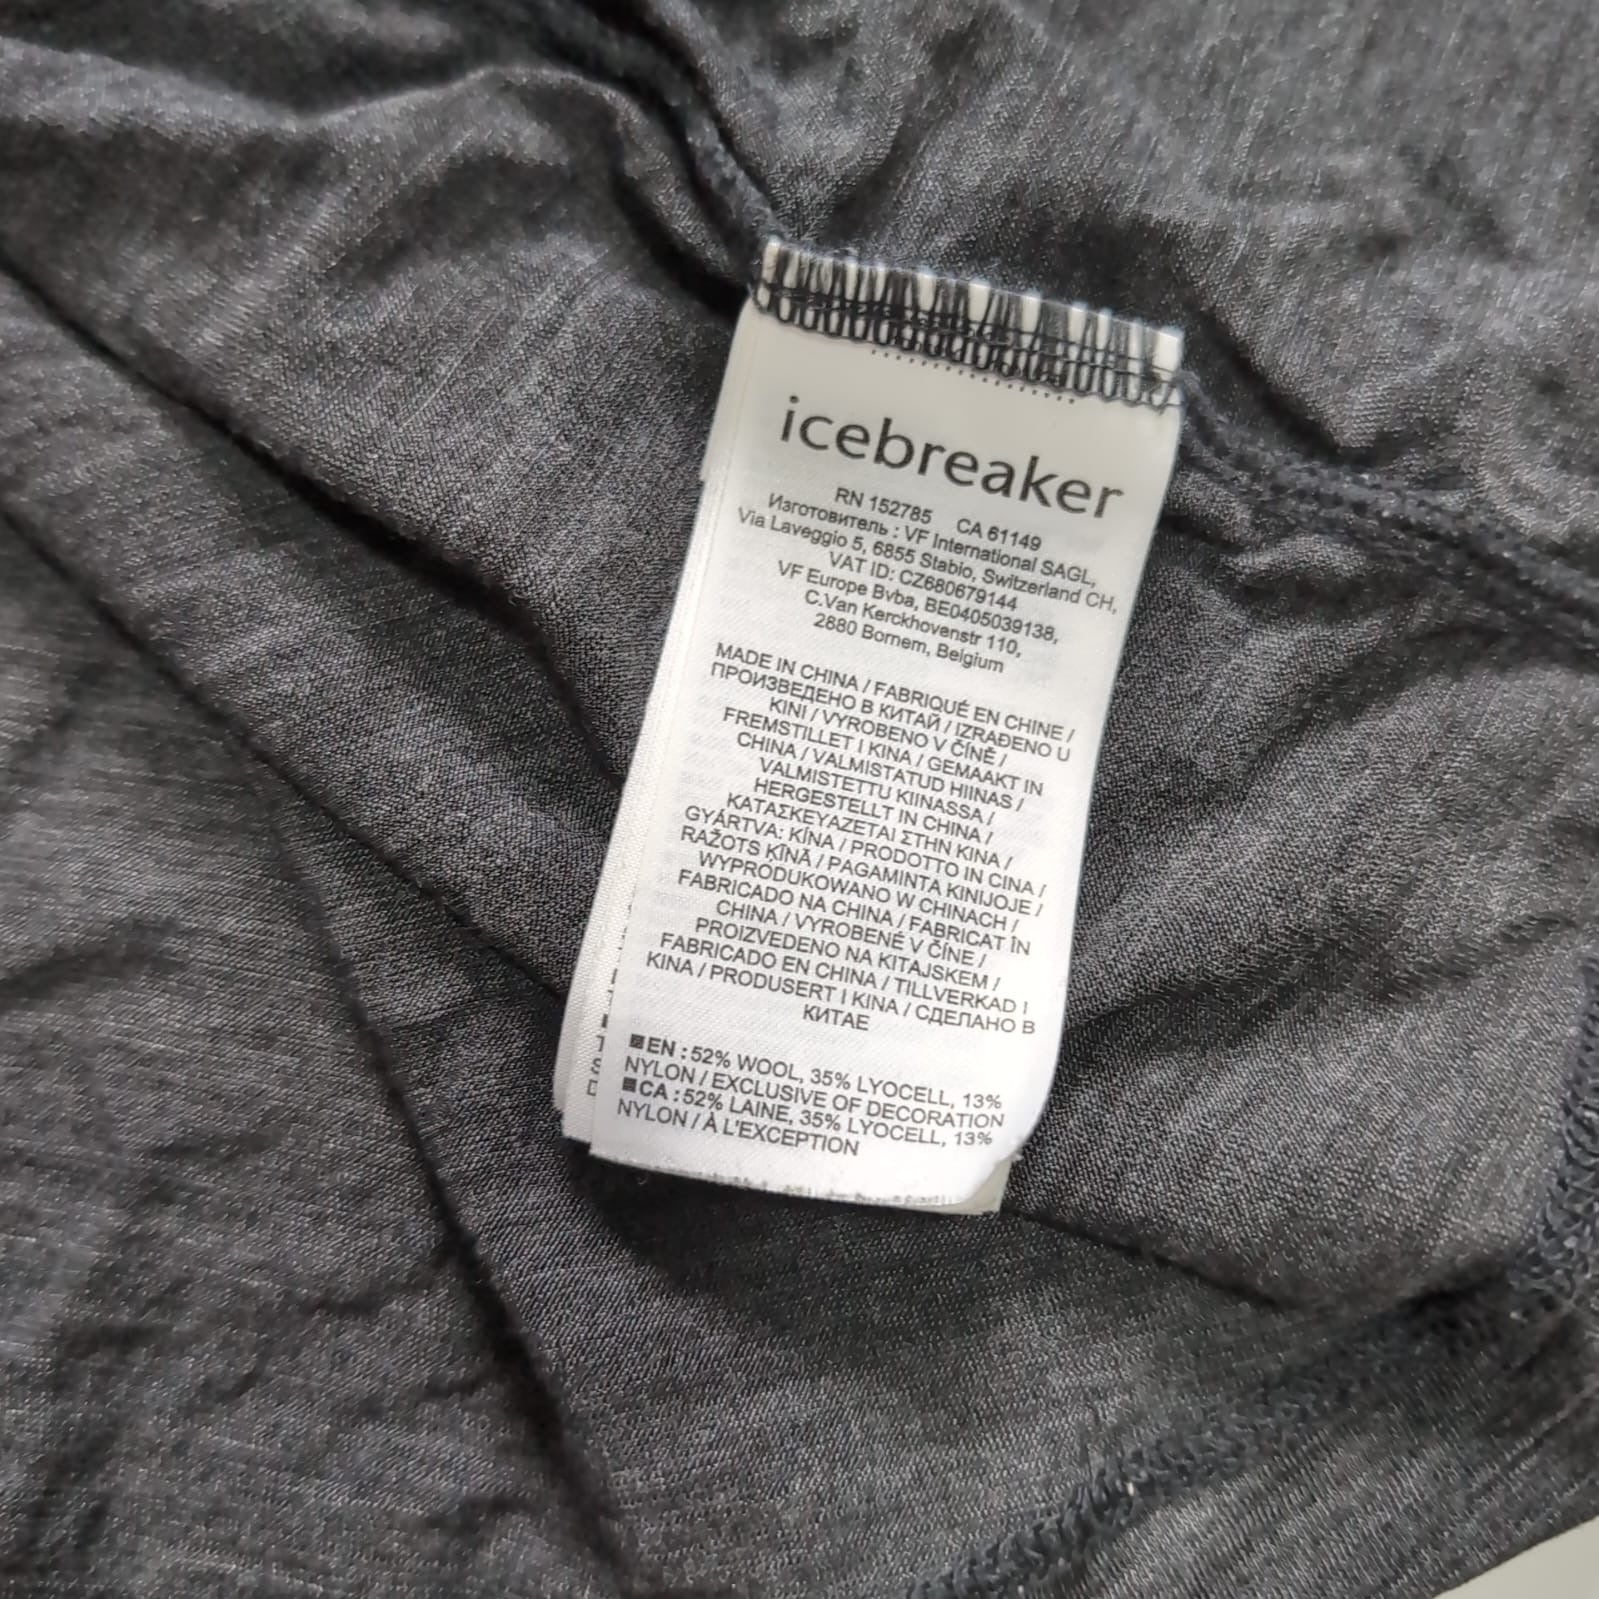 icebreaker
RN 152785 CA 61149
Изготовитель : VF International SAGL,
Via Laveggio 5, 6855 Stabio, Switzerland CH,
VAT ID: CZ680679144
VF Europe Bvba, BE0405039138,
C.Van Kerckhovenstr 110,
2880 Bornem, Belgium
MADE IN CHINA / FABRIQUÉ EN CHINE /
ПРОИЗВЕДЕНО В КИТАЙ / IZRAĐENO U
KINI / VYROBENO V ČÍNĚ /
FREMSTILLET I KINA / GEMAAKT IN
CHINA / VALMISTATUD HIINAS /
VALMISTETTU KIINASSA /
HERGESTELLT IN CHINA /
ΚΑΤΑΣΚΕΥΑΖΕΤΑΙ ΣΤΗΝ ΚΙΝΑ /
GYÁRTVA: KÍNA / PRODOTTO IN CINA /
RAŽOTS ĶĪNĀ / PAGAMINTA KINIJOJE /
WYPRODUKOWANO W CHINACH /
FABRICADO NA CHINA / FABRICAT ÎN
CHINA / VYROBENÉ V ČÍNE /
PROIZVEDENO NA KITAJSKEM /
FABRICADO EN CHINA / TILLVERKAD I
KINA / PRODUSERT I KINA / СДЕЛАНО В
КИТАЕ
EN : 52% WOOL, 35% LYOCELL, 13%
NYLON / EXCLUSIVE OF DECORATION
CA : 52% LAINE, 35% LYOCELL, 13%
NYLON / À L'EXCEPTION